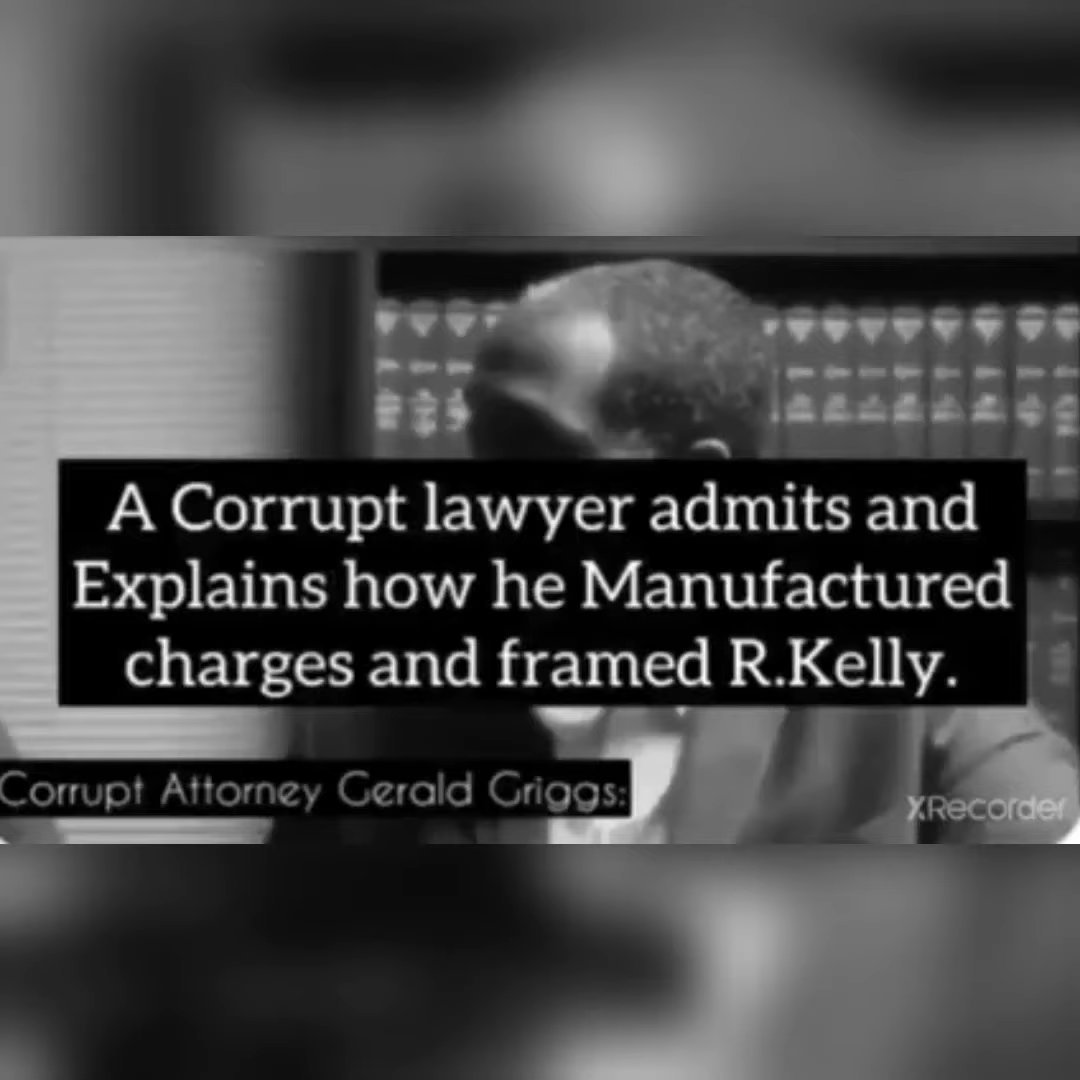 A Corrupt lawyer admits and
Explains how he Manufactured
charges and framed R.Kelly.
Corrupt Attorney Gerald Griggs:
XRecorder